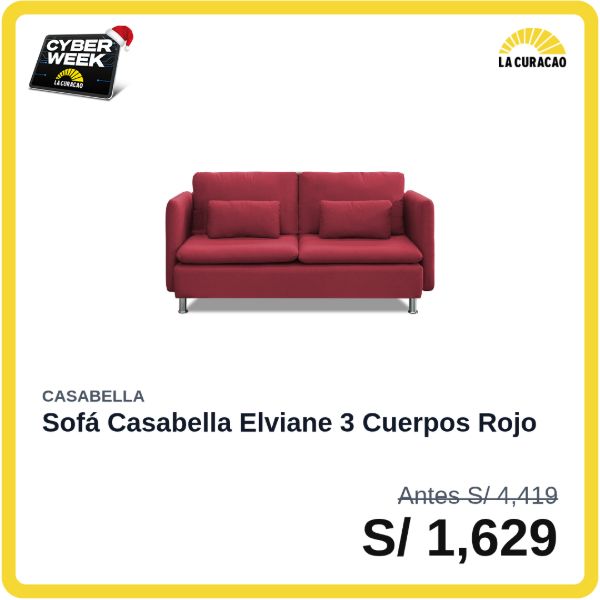 CYBER
WEEK
LA CURACAO
LA CURACAO
CASABELLA
Sofá Casabella Elviane 3 Cuerpos Rojo
Antes S/ 4,419
S/ 1,629